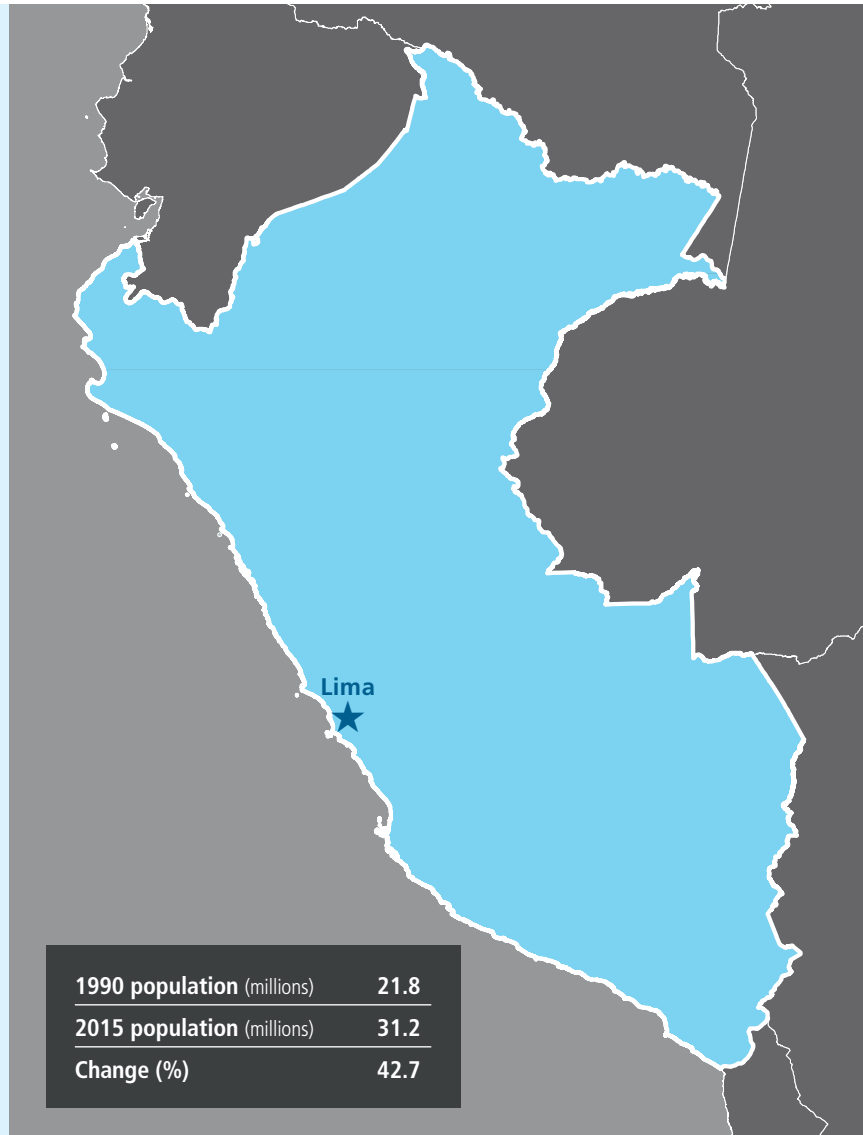 Lima
1990 population (millions) 21.8
2015 population (millions) 31.2
Change (%) 42.7